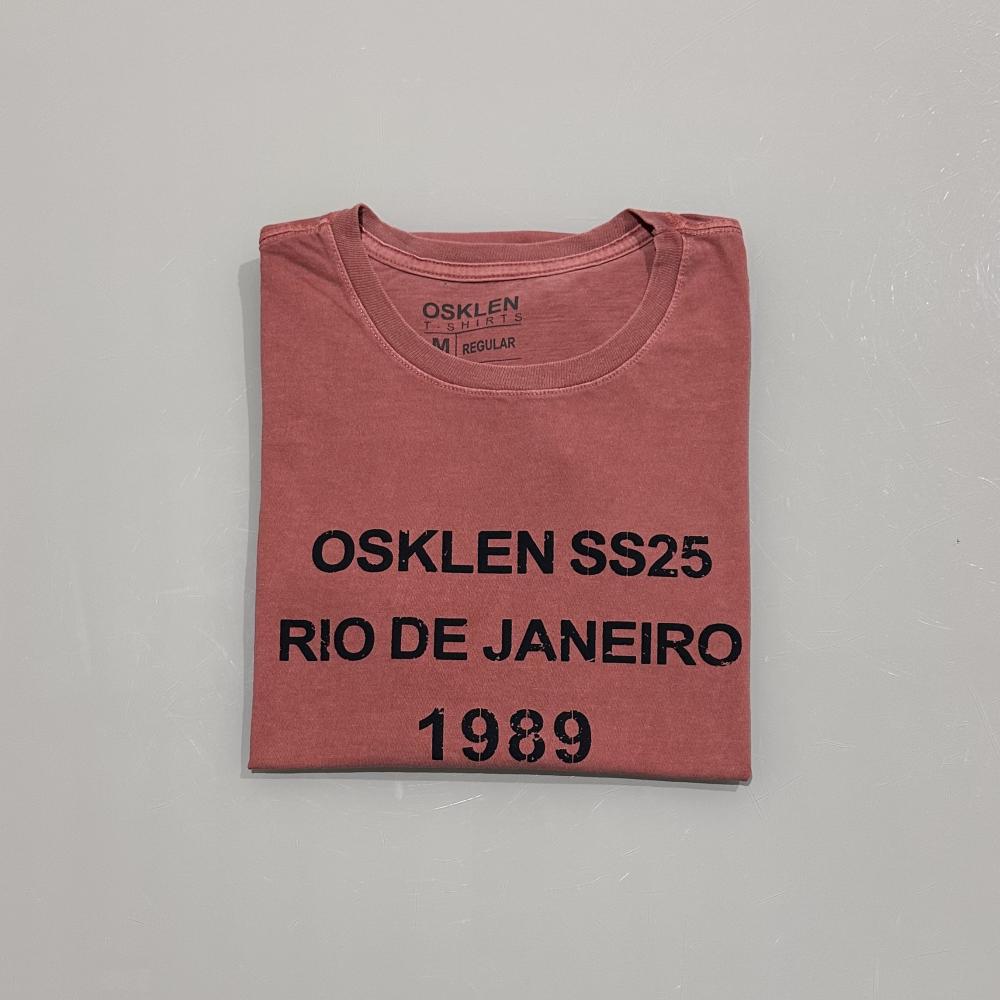 OSKLEN
T-SHIRTS
M REGULAR
OSKLEN SS25
RIO DE JANEIRO
1989